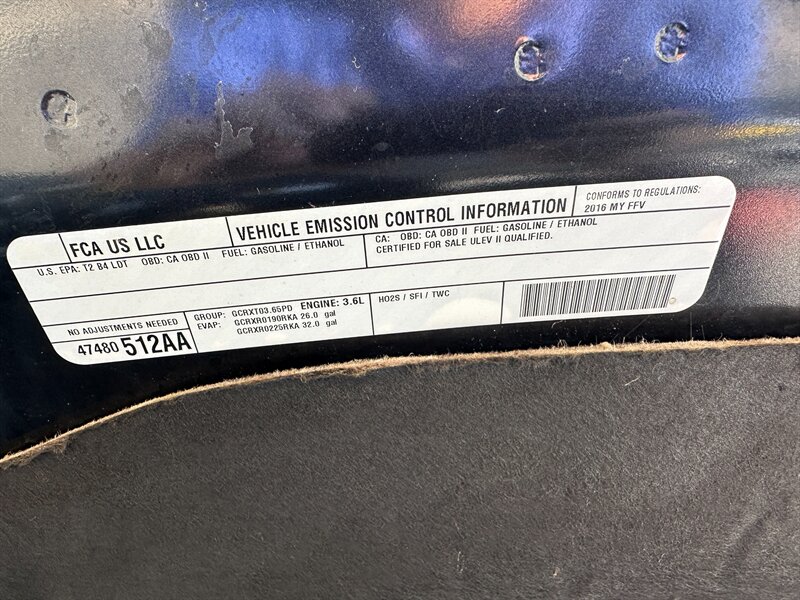 FCA US LLC
VEHICLE EMISSION CONTROL INFORMATION
CONFORMS TO REGULATIONS:
2016 MY FFV
U.S. EPA: T2 B4 LDT OBD: CA OBD II FUEL: GASOLINE / ETHANOL
CA: OBD: CA OBD II FUEL: GASOLINE / ETHANOL
CERTIFIED FOR SALE ULEV II QUALIFIED.
NO ADJUSTMENTS NEEDED
47480 512AA
GROUP: GCRXT03.65PD ENGINE: 3.6L
EVAP: GCRXR0190RKA 26.0 gal
GCRXR0225RKA 32.0 gal
HO2S / SFI / TWC